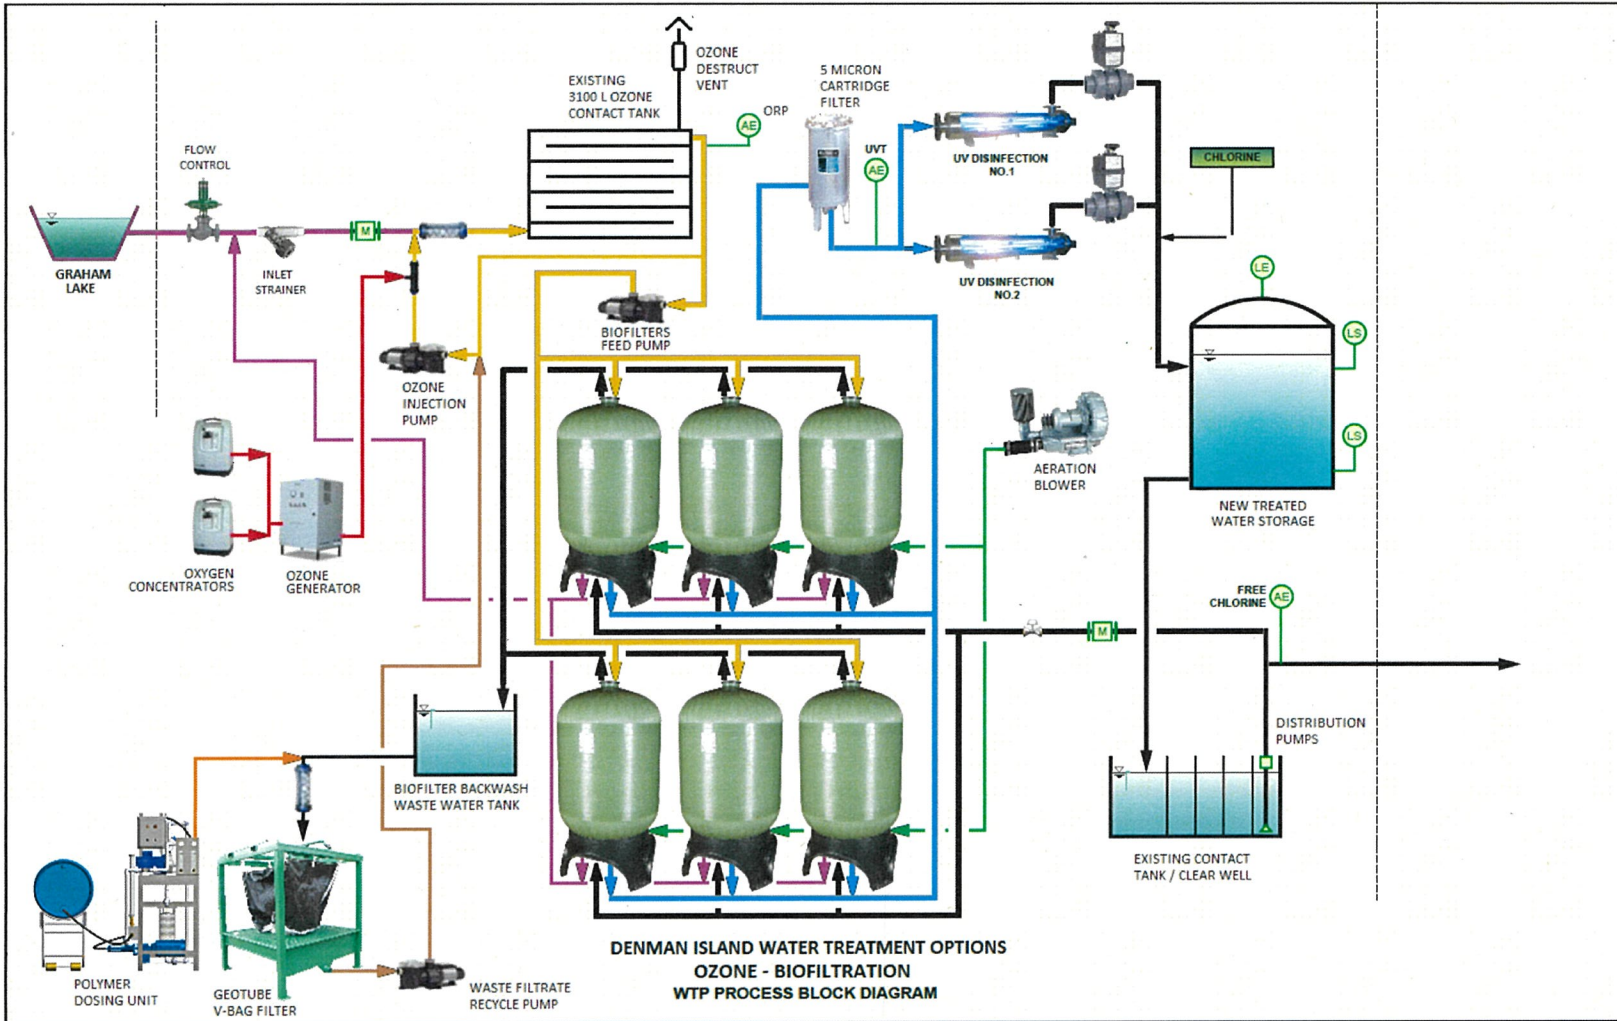 OZONE
DESTRUCT
VENT
EXISTING
3100 L OZONE
CONTACT TANK
AE
ORP
5 MICRON
CARTRIDGE
FILTER
UVT
AE
UV DISINFECTION
NO.1
CHLORINE
FLOW
CONTROL
M
GRAHAM
LAKE
INLET
STRAINER
UV DISINFECTION
NO.2
LE
LS
BIOFILTERS
FEED PUMP
OZONE
INJECTION
PUMP
LS
AERATION
BLOWER
NEW TREATED
WATER STORAGE
OXYGEN
CONCENTRATORS
OZONE
GENERATOR
FREE
CHLORINE
AE
M
DISTRIBUTION
PUMPS
BIOFILTER BACKWASH
WASTE WATER TANK
EXISTING CONTACT
TANK / CLEAR WELL
POLYMER
DOSING UNIT
GEOTUBE
V-BAG FILTER
WASTE FILTRATE
RECYCLE PUMP
DENMAN ISLAND WATER TREATMENT OPTIONS
OZONE - BIOFILTRATION
WTP PROCESS BLOCK DIAGRAM